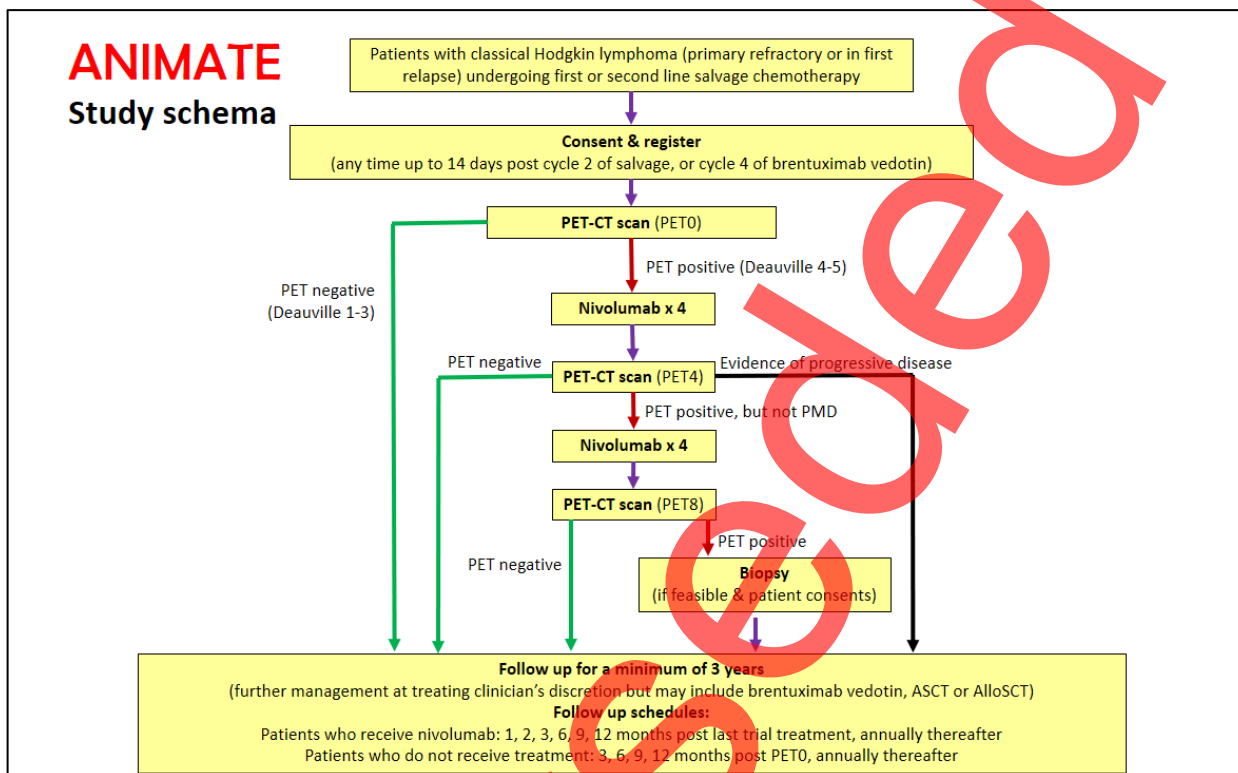 ANIMATE
Study schema
Patients with classical Hodgkin lymphoma (primary refractory or in first
relapse) undergoing first or second line salvage chemotherapy
Consent & register
(any time up to 14 days post cycle 2 of salvage, or cycle 4 of brentuximab vedotin)
PET-CT scan (PET0)
PET positive (Deauville 4-5)
PET negative
(Deauville 1-3)
Nivolumab x 4
PET negative
PET-CT scan (PET4)
Evidence of progressive disease
PET positive, but not PMD
Nivolumab x 4
PET-CT scan (PET8)
PET positive
PET negative
Biopsy
(if feasible & patient consents)
Follow up for a minimum of 3 years
(further management at treating clinician's discretion but may include brentuximab vedotin, ASCT or AlloSCT)
Follow up schedules:
Patients who receive nivolumab: 1, 2, 3, 6, 9, 12 months post last trial treatment, annually thereafter
Patients who do not receive treatment: 3, 6, 9, 12 months post PET0, annually thereafter
seded